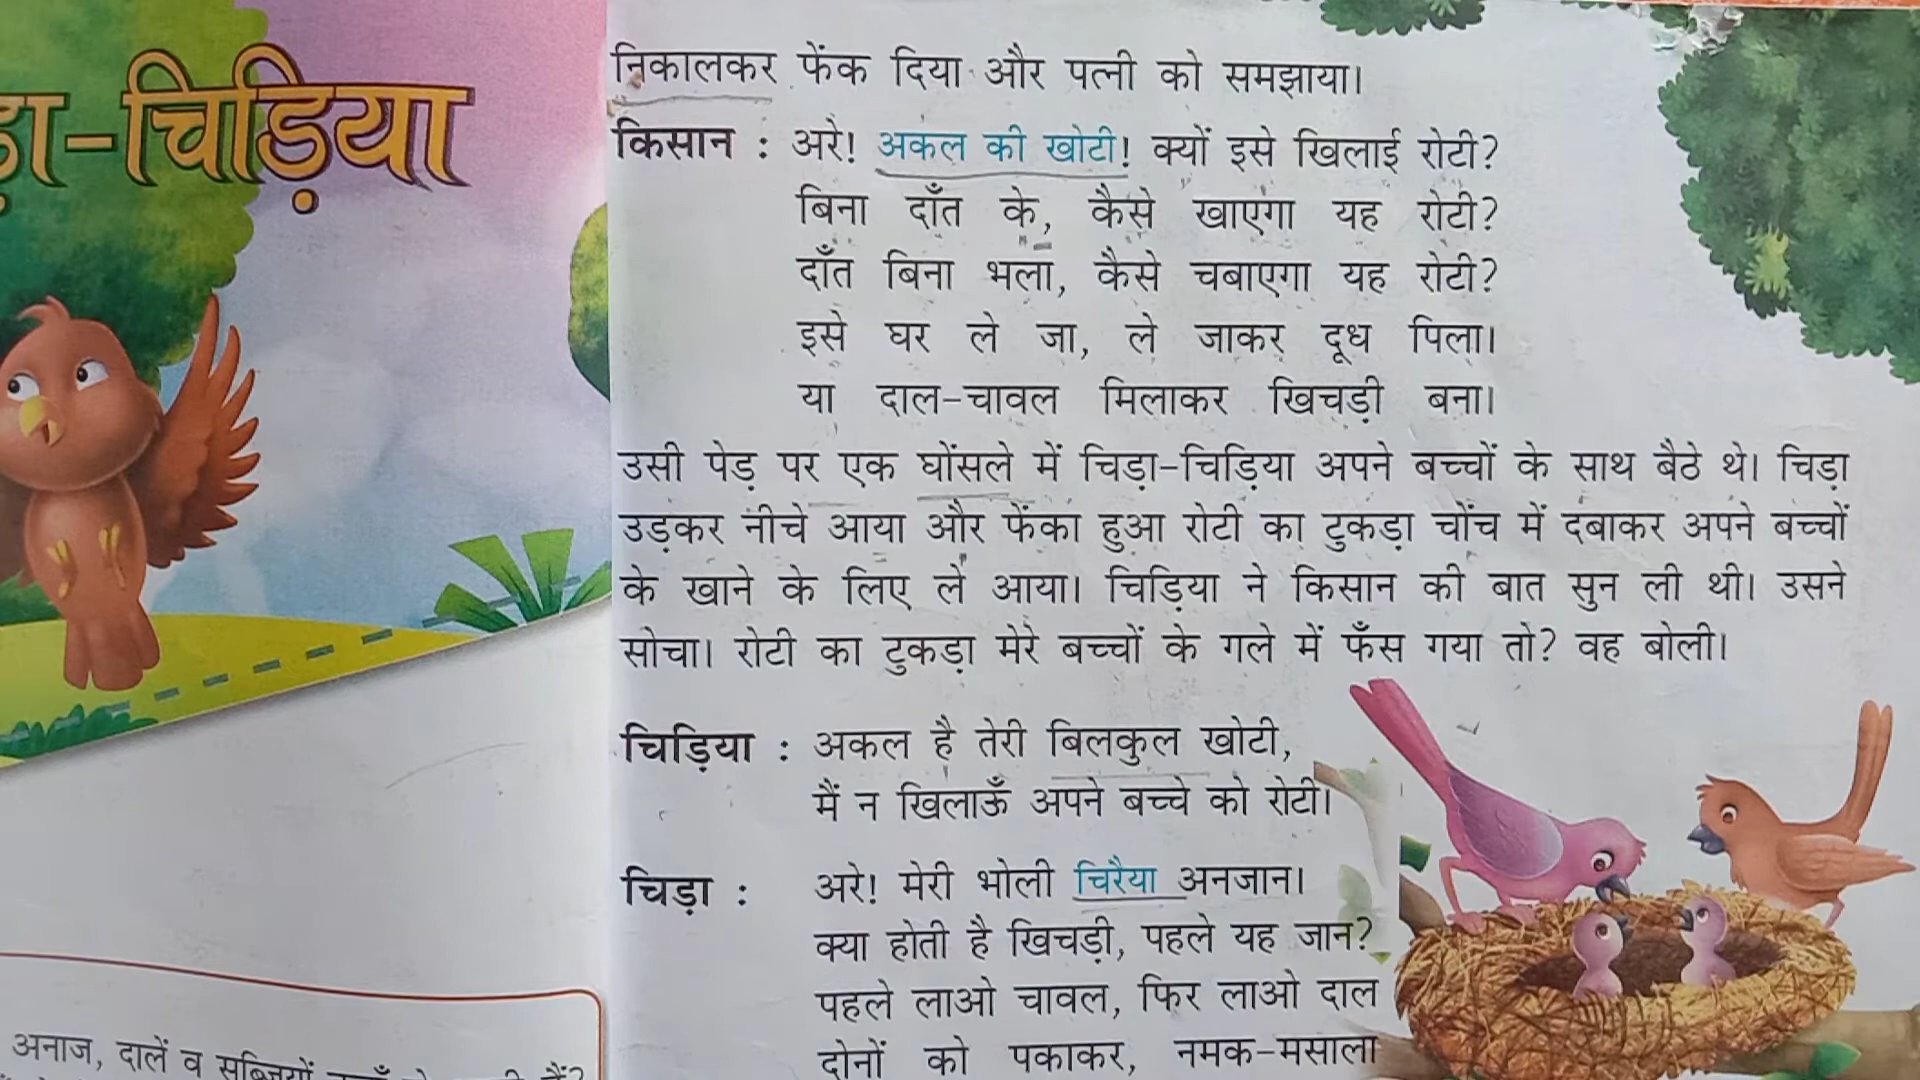 चिड़िया
निकालकर फेंक दिया और पत्नी को समझाया।
किसान : अरे! अकल की खोटी! क्यों इसे खिलाई रोटी?
बिना दाँत के, कैसे खाएगा यह रोटी?
दाँत बिना भला, कैसे चबाएगा यह रोटी?
इसे घर ले जा, ले जाकर दूध पिला।
या दाल-चावल मिलाकर खिचड़ी बना।
उसी पेड़ पर एक घोंसले में चिड़ा-चिड़िया अपने बच्चों के साथ बैठे थे। चिड़ा
उड़कर नीचे आया और फेंका हुआ रोटी का टुकड़ा चोंच में दबाकर अपने बच्चों
के खाने के लिए ले आया। चिड़िया ने किसान की बात सुन ली थी। उसने
सोचा। रोटी का टुकड़ा मेरे बच्चों के गले में फँस गया तो? वह बोली।
चिड़िया : अकल है तेरी बिलकुल खोटी,
मैं न खिलाऊँ अपने बच्चे को रोटी।
चिड़ा : अरे! मेरी भोली चिरैया अनजान।
क्या होती है खिचड़ी, पहले यह जान?
पहले लाओ चावल, फिर लाओ दाल
दोनों को पकाकर, नमक-मसाला
अनाज, दालें व सब्ज़ियाँ